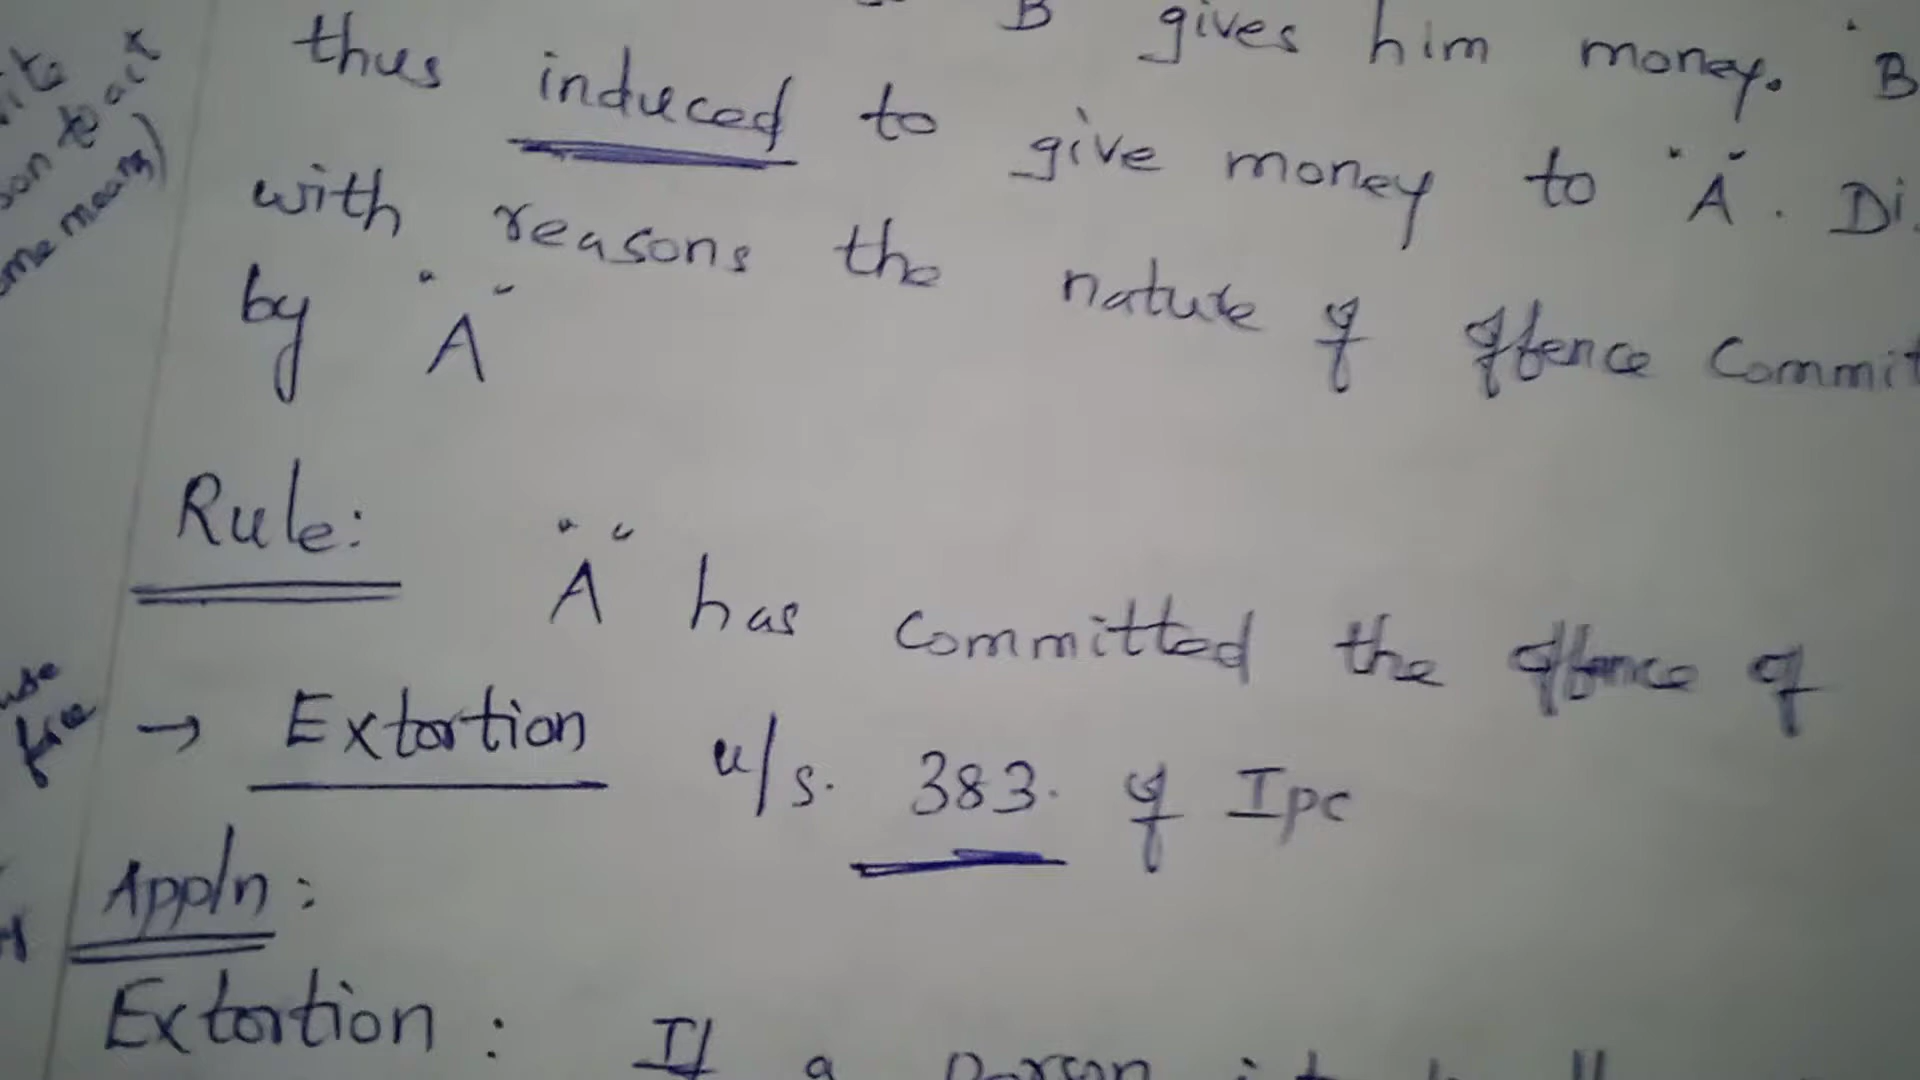 B gives him money. "B
thus induced to give money to "A". Di
with reasons the nature of offence Commit
by "A"
Rule: "A" has committed the offence of
→ Extortion u/s. 383. of Ipc
Appln:
Extortion : If a person